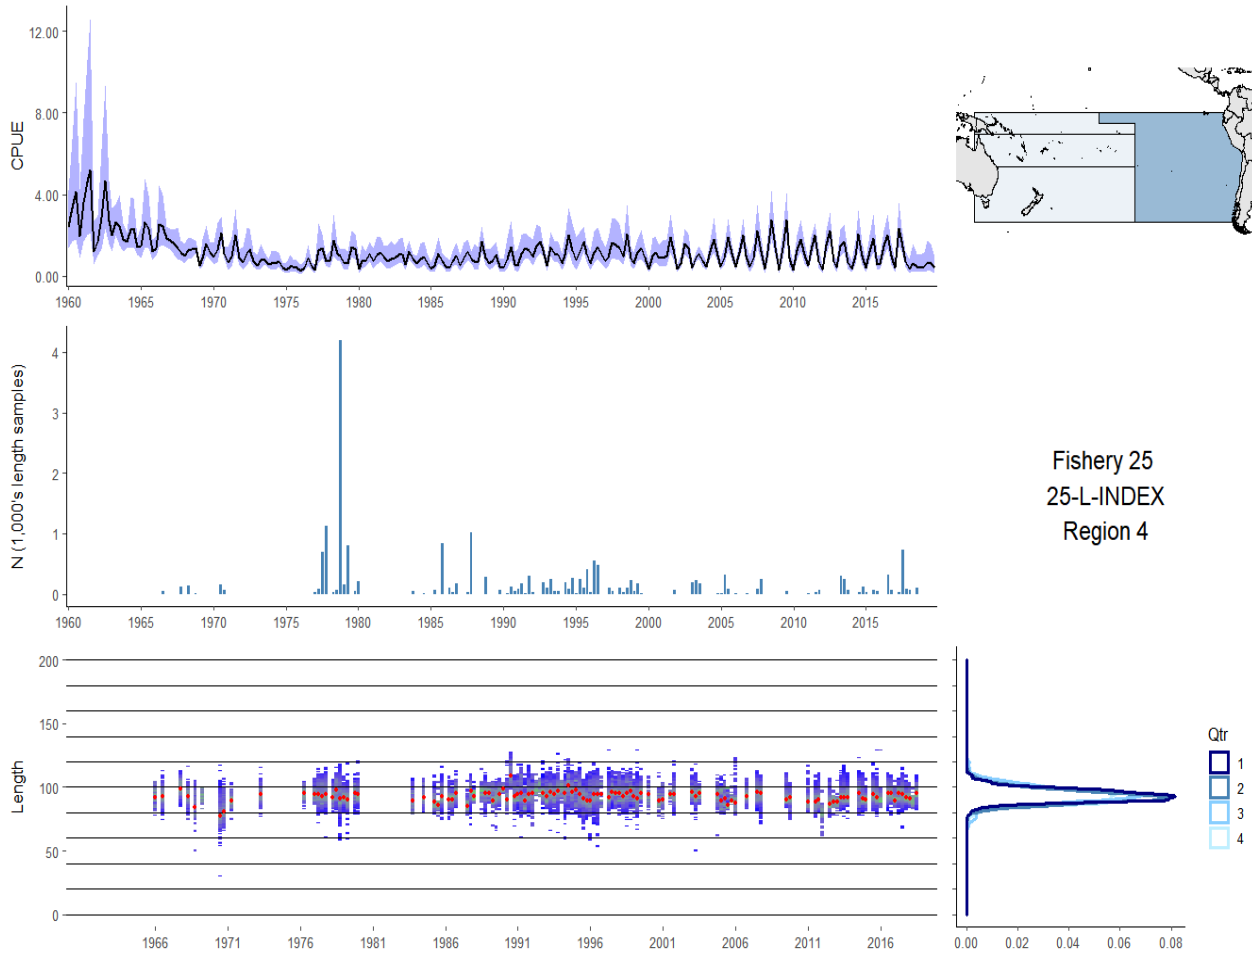 CPUE
12.00
8.00
4.00
0.00
1960 1965 1970 1975 1980 1985 1990 1995 2000 2005 2010 2015
N (1,000's length samples)
4
3
2
1
0
1960 1965 1970 1975 1980 1985 1990 1995 2000 2005 2010 2015
Fishery 25
25-L-INDEX
Region 4
Length
200
150
100
50
0
1966 1971 1976 1981 1986 1991 1996 2001 2006 2011 2016
0.00 0.02 0.04 0.06 0.08
Qtr
1
2
3
4